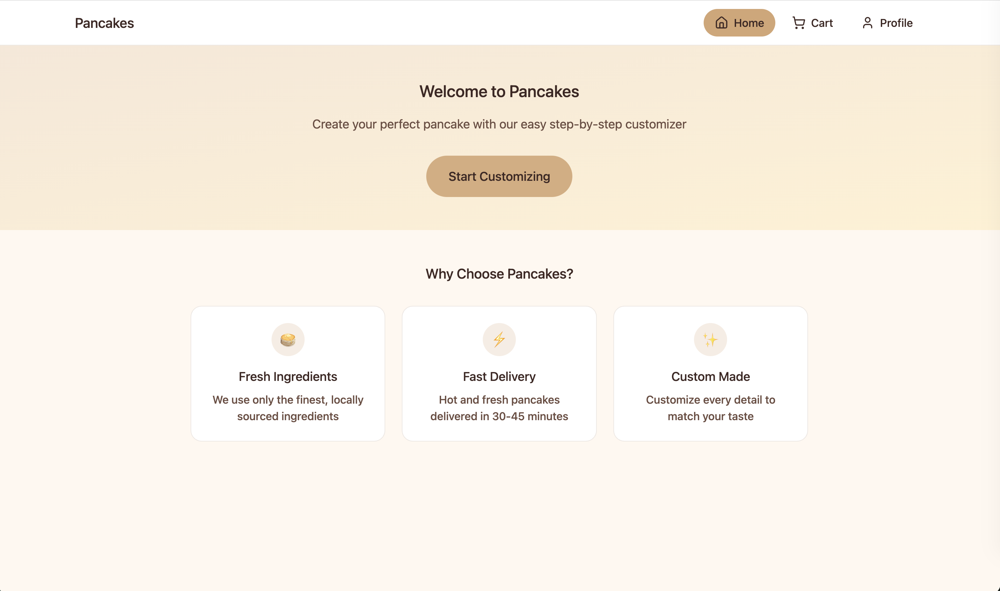 Pancakes
Home
Cart
Profile
Welcome to Pancakes
Create your perfect pancake with our easy step-by-step customizer
Start Customizing
Why Choose Pancakes?
Fresh Ingredients
We use only the finest, locally
sourced ingredients
Fast Delivery
Hot and fresh pancakes
delivered in 30-45 minutes
Custom Made
Customize every detail to
match your taste